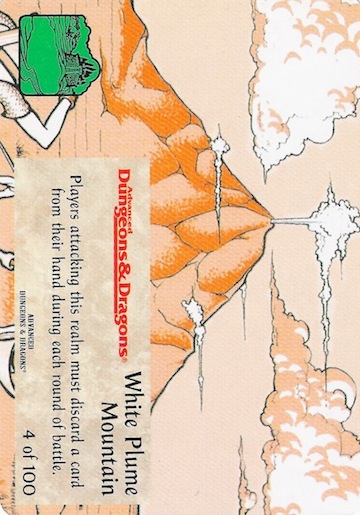 White Plume
Mountain
Advanced
Dungeons & Dragons®
Players attacking this realm must discard a card
from their hand during each round of battle.
ADVANCED
DUNGEONS & DRAGONS®
4 of 100